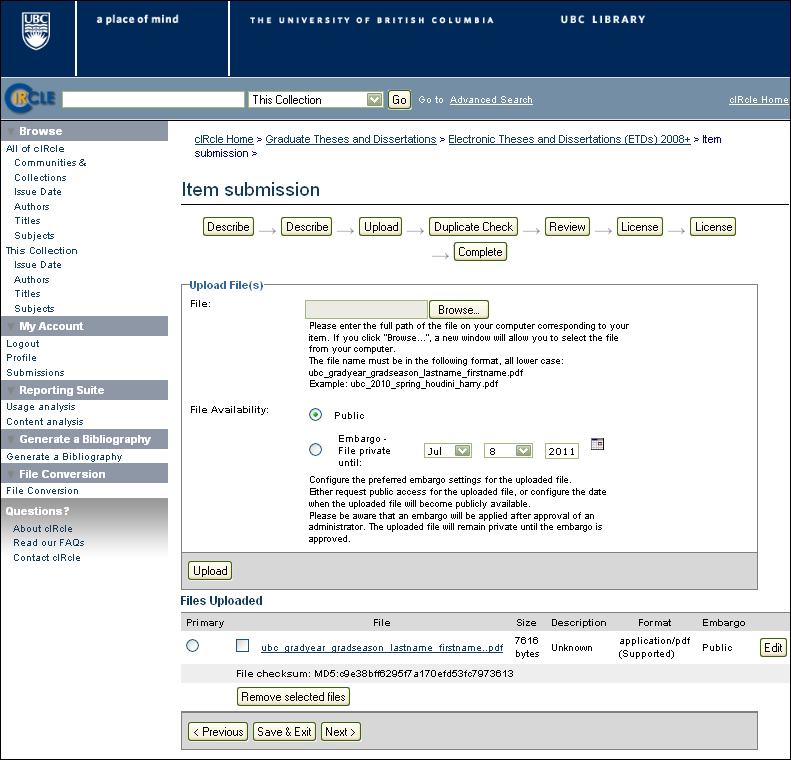 UBC
a place of mind
THE UNIVERSITY OF BRITISH COLUMBIA
UBC LIBRARY
CIRCLE
This Collection
Go
Go to Advanced Search
cIRcle Home
Browse
All of cIRcle
Communities &
Collections
Issue Date
Authors
Titles
Subjects
This Collection
Issue Date
Authors
Titles
Subjects
My Account
Logout
Profile
Submissions
Reporting Suite
Usage analysis
Content analysis
Generate a Bibliography
Generate a Bibliography
File Conversion
File Conversion
Questions?
About cIRcle
Read our FAQs
Contact cIRcle
cIRcle Home > Graduate Theses and Dissertations > Electronic Theses and Dissertations (ETDs) 2008+ > Item
submission >
Item submission
Describe → Describe → Upload → Duplicate Check → Review → License → License
→ Complete
Upload File(s)
File:
Browse...
Please enter the full path of the file on your computer corresponding to your
item. If you click "Browse...", a new window will allow you to select the file
from your computer.
The file name must be in the following format, all lower case:
ubc_gradyear_gradseason_lastname_firstname.pdf
Example: ubc_2010_spring_houdini_harry.pdf
File Availability:
Public
Embargo -
File private
until:
Jul 8 2011
Configure the preferred embargo settings for the uploaded file.
Either request public access for the uploaded file, or configure the date
when the uploaded file will become publicly available.
Please be aware that an embargo will be applied after approval of an
administrator. The uploaded file will remain private until the embargo is
approved.
Upload
Files Uploaded
Primary File Size Description Format Embargo
ubc_gradyear_gradseason_lastname_firstname..pdf 7616 bytes Unknown application/pdf (Supported) Public Edit
File checksum: MD5:c9e38bff6295f7a170efd53fc7973613
Remove selected files
< Previous Save & Exit Next >